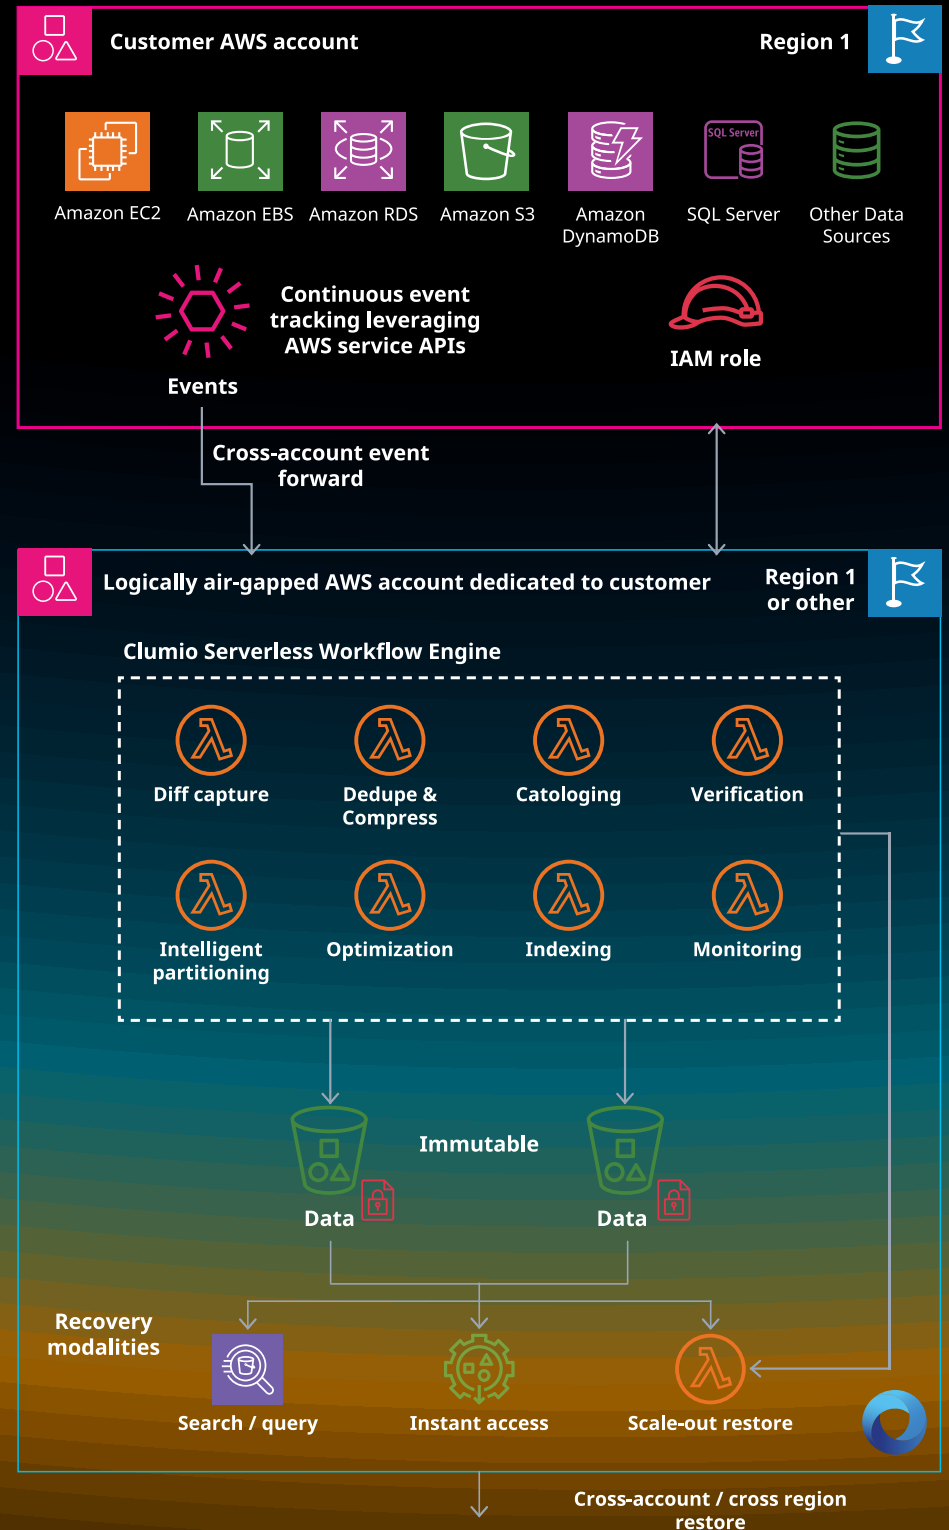 Customer AWS account
Region 1
Amazon EC2
Amazon EBS
Amazon RDS
Amazon S3
Amazon
DynamoDB
SQL Server
SQL Server
Other Data
Sources
Events
Continuous event
tracking leveraging
AWS service APIs
IAM role
Cross-account event
forward
Logically air-gapped AWS account dedicated to customer
Region 1
or other
Clumio Serverless Workflow Engine
Diff capture
Dedupe &
Compress
Catologing
Verification
Intelligent
partitioning
Optimization
Indexing
Monitoring
Immutable
Data
Data
Recovery
modalities
Search / query
Instant access
Scale-out restore
Cross-account / cross region
restore